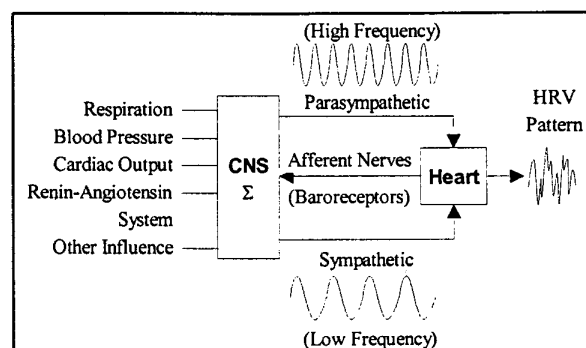 (High Frequency)
Parasympathetic
Respiration
Blood Pressure
Cardiac Output
Renin-Angiotensin
System
Other Influence
CNS
Σ
Afferent Nerves
(Baroreceptors)
Heart
HRV
Pattern
Sympathetic
(Low Frequency)